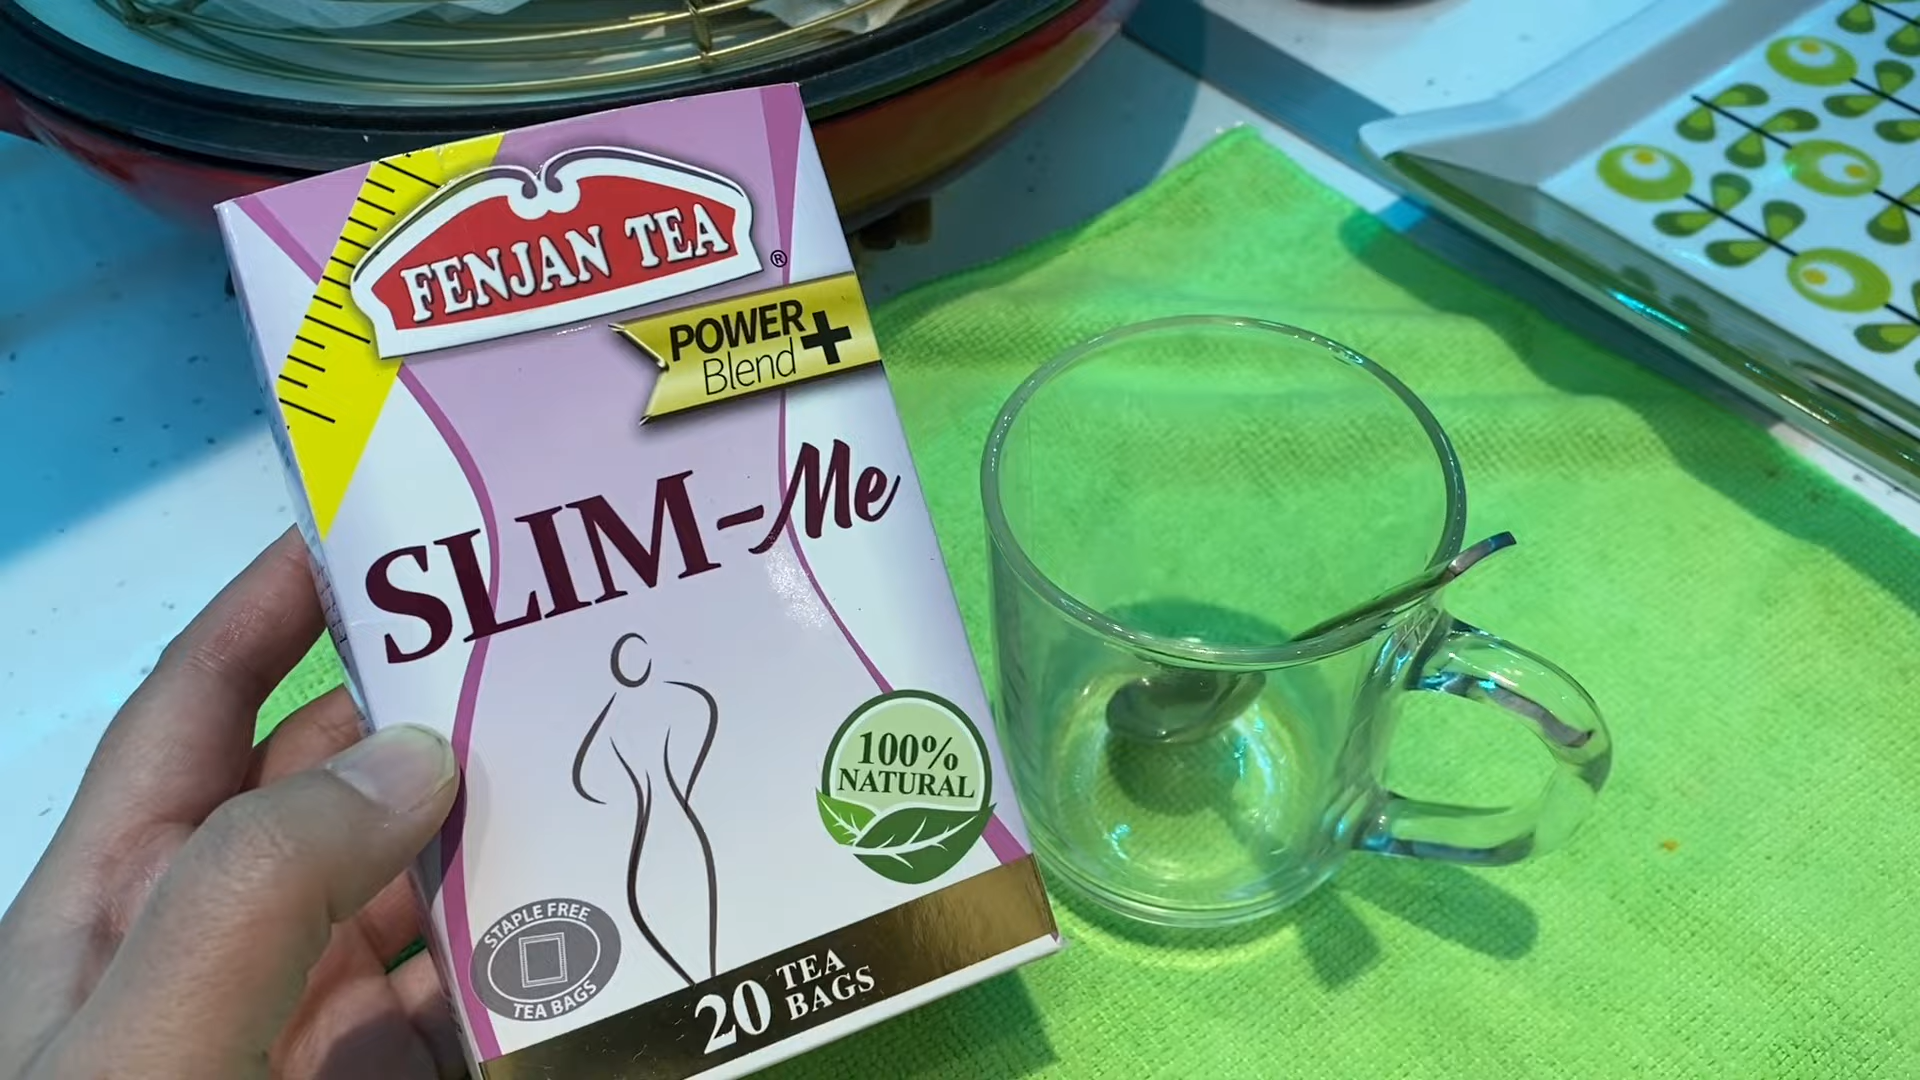 FENJAN TEA
®
POWER
Blend +
SLIM-Me
100%
NATURAL
STAPLE FREE
TEA BAGS
20 TEA
BAGS